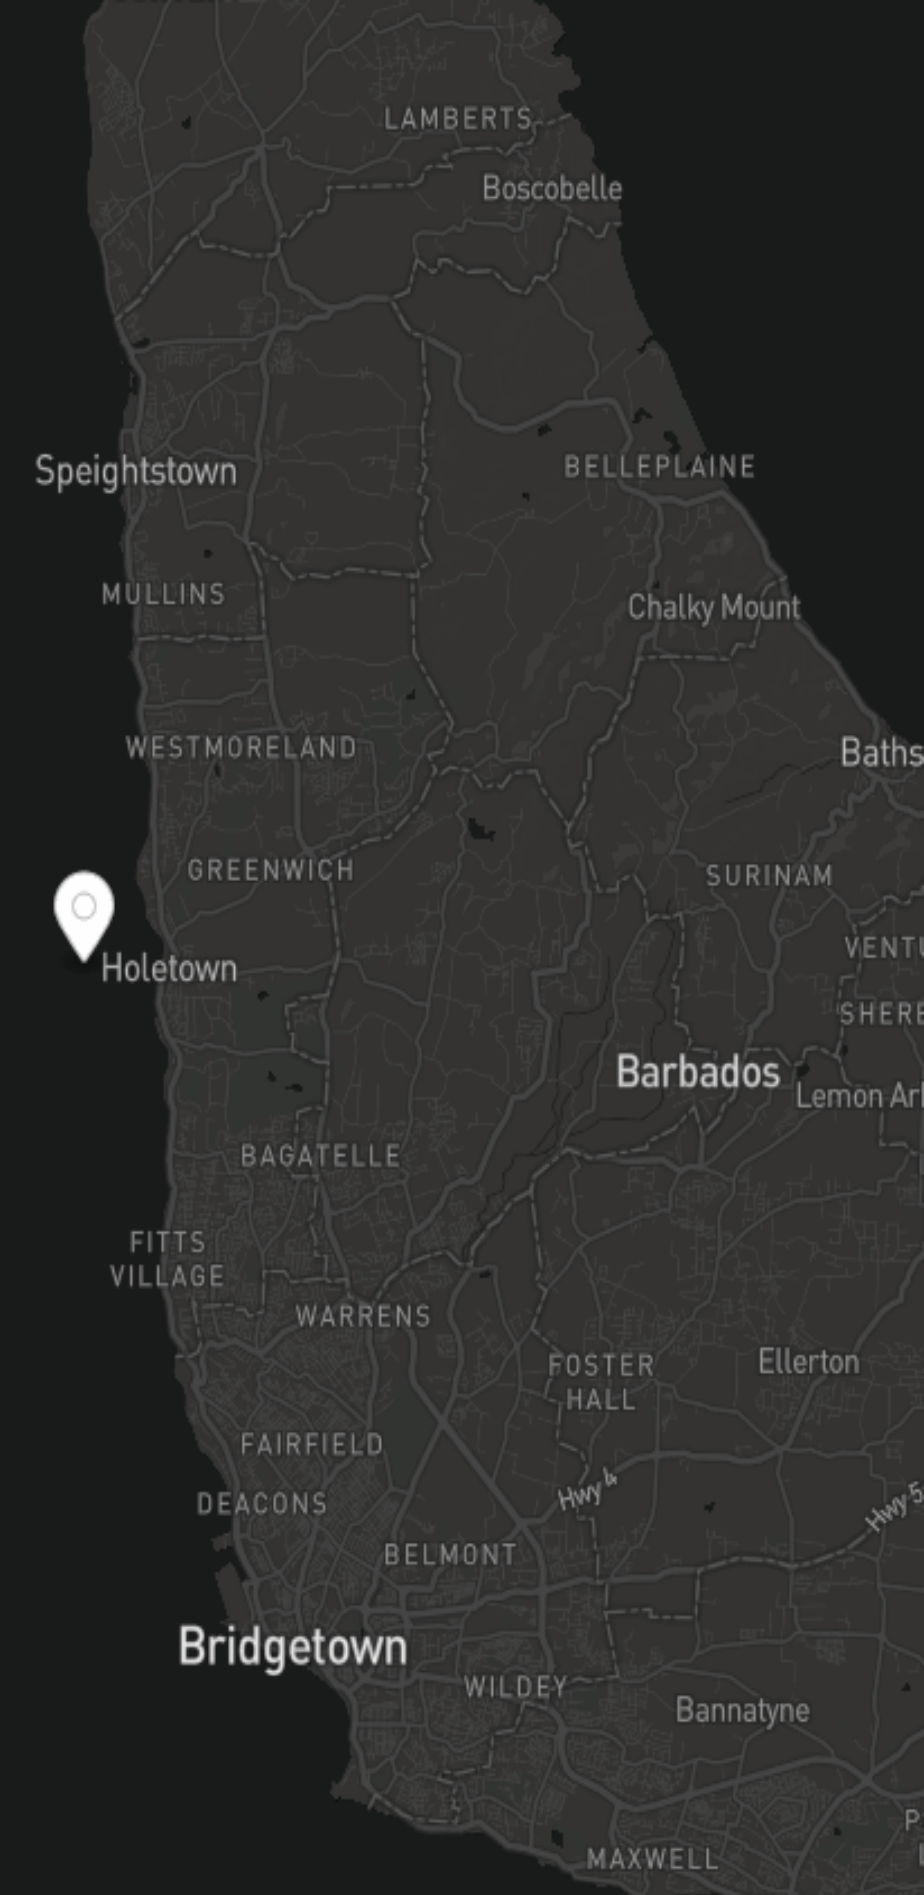 LAMBERTS
Boscobelle
BELLEPLAINE
Speightstown
MULLINS
Chalky Mount
WESTMORELAND
Baths
GREENWICH
SURINAM
VENTU
Holetown
SHERE
Barbados
Lemon Ar
BAGATELLE
FITTS
VILLAGE
WARRENS
Ellerton
FOSTER
HALL
FAIRFIELD
Hwy 4
Hwy 5
DEACONS
BELMONT
Bridgetown
WILDEY
Bannatyne
P
MAXWELL